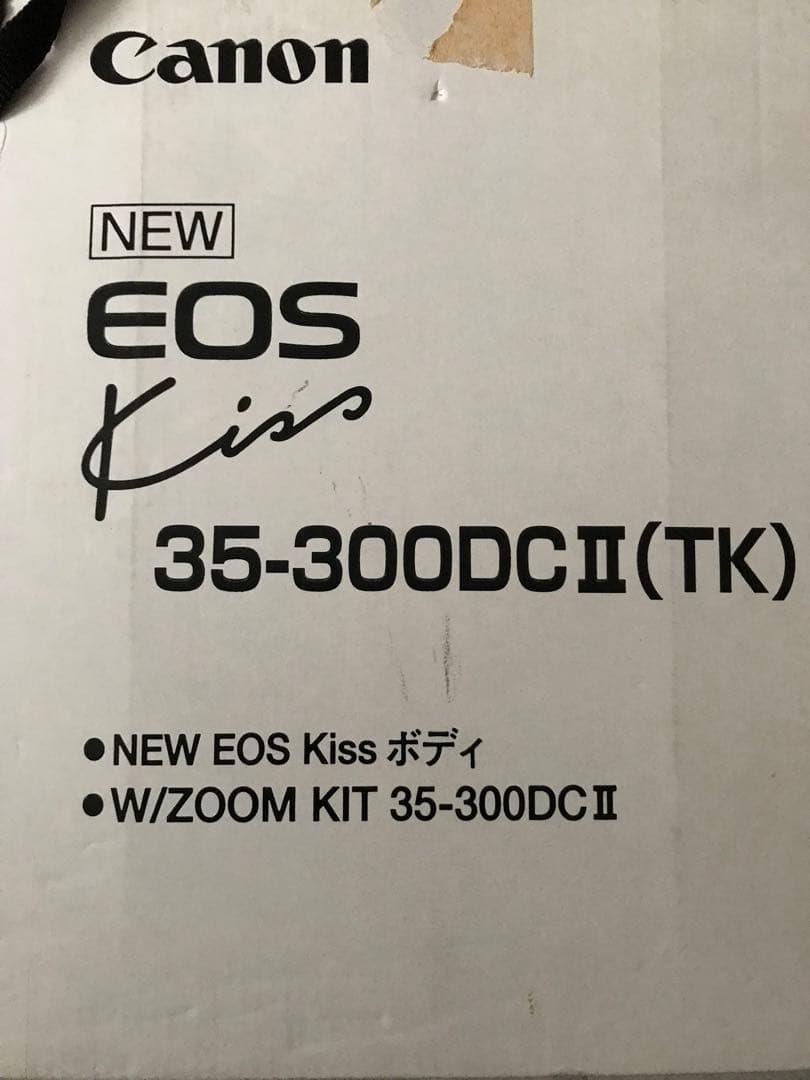 Canon
NEW
EOS
Kiss
35-300DCⅡ(TK)
●NEW EOS Kiss ボディ
●W/ZOOM KIT 35-300DCⅡ